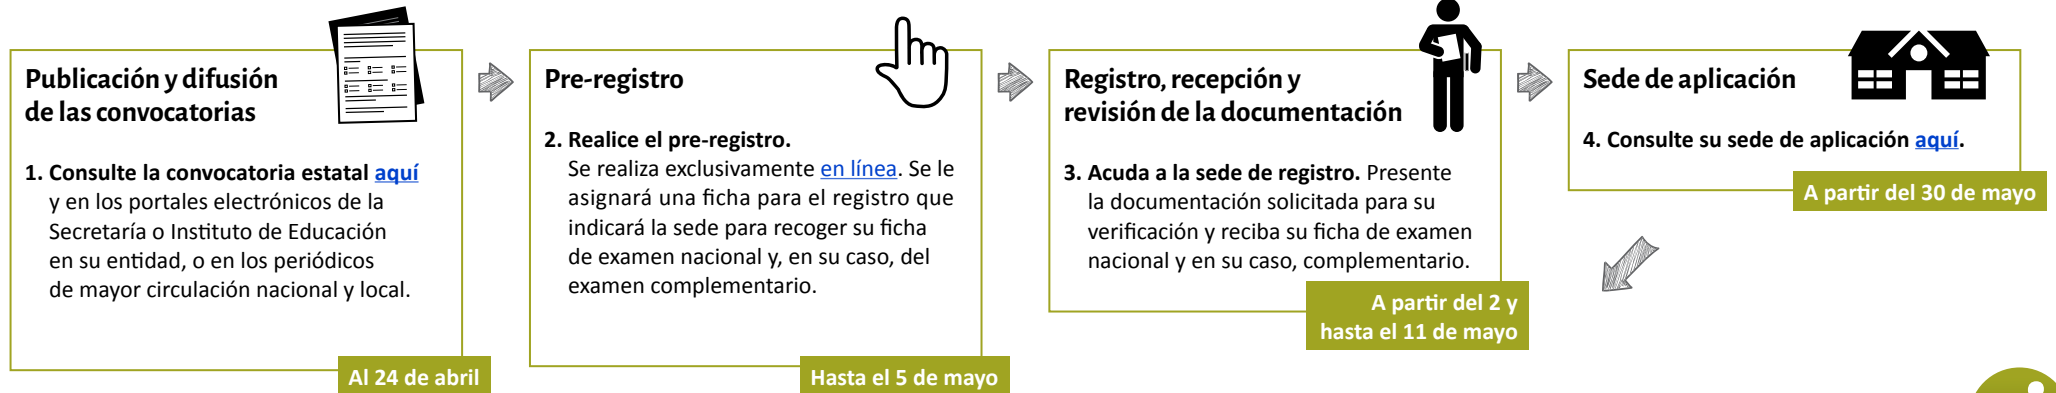 Publicación y difusión
de las convocatorias
1. Consulte la convocatoria estatal aquí
y en los portales electrónicos de la
Secretaría o Instituto de Educación
en su entidad, o en los periódicos
de mayor circulación nacional y local.
Al 24 de abril
Pre-registro
2. Realice el pre-registro.
Se realiza exclusivamente en línea. Se le
asignará una ficha para el registro que
indicará la sede para recoger su ficha
de examen nacional y, en su caso, del
examen complementario.
Hasta el 5 de mayo
Registro, recepción y
revisión de la documentación
3. Acuda a la sede de registro. Presente
la documentación solicitada para su
verificación y reciba su ficha de examen
nacional y en su caso, complementario.
A partir del 2 y
hasta el 11 de mayo
Sede de aplicación
4. Consulte su sede de aplicación aquí.
A partir del 30 de mayo